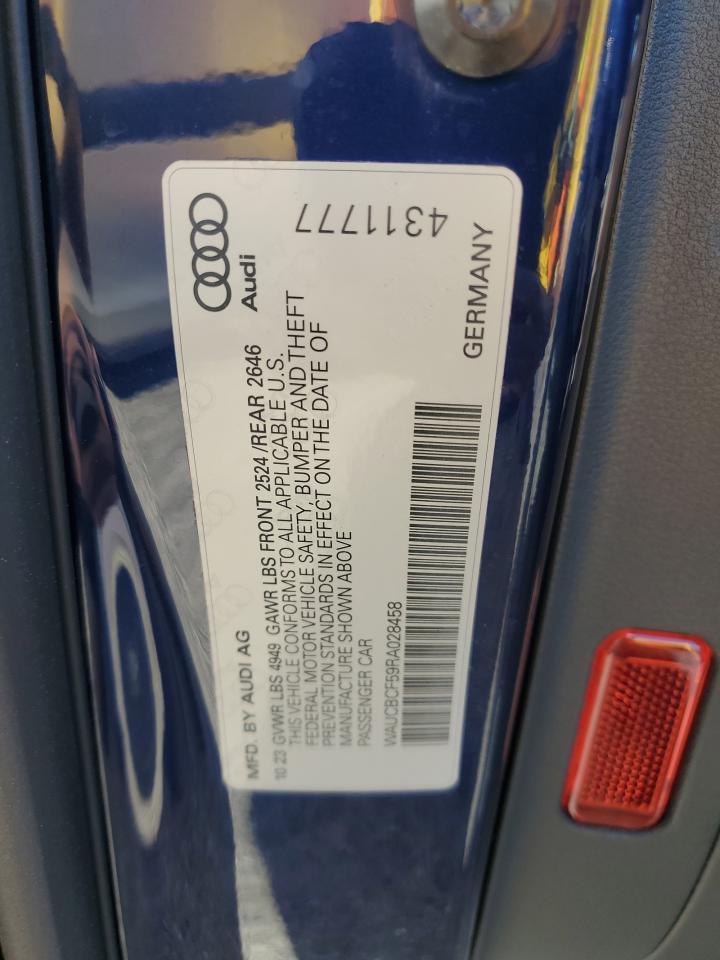 MFD. BY AUDI AG
Audi
10 23 GVWR LBS 4949 GAWR LBS FRONT 2524 /REAR 2646
THIS VEHICLE CONFORMS TO ALL APPLICABLE U.S.
FEDERAL MOTOR VEHICLE SAFETY, BUMPER AND THEFT
PREVENTION STANDARDS IN EFFECT ON THE DATE OF
MANUFACTURE SHOWN ABOVE
PASSENGER CAR
WAUCBCF59RA028458
4311777
GERMANY